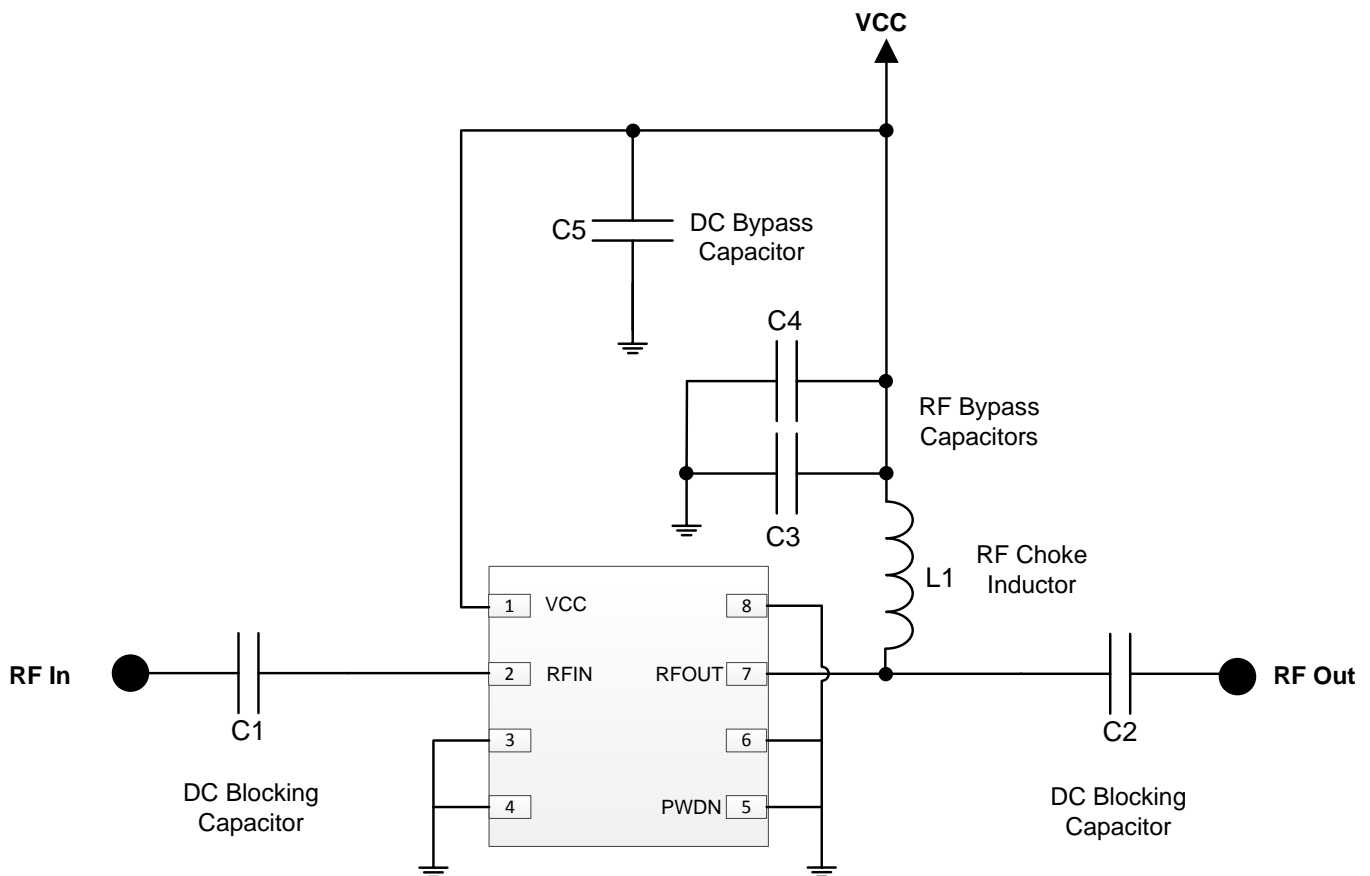 VCC
C5
DC Bypass
Capacitor
C4
RF Bypass
Capacitors
C3
L1
RF Choke
Inductor
1 VCC
8
RF In
2 RFIN
RFOUT 7
RF Out
C1
3
6
C2
DC Blocking
Capacitor
4
PWDN 5
DC Blocking
Capacitor